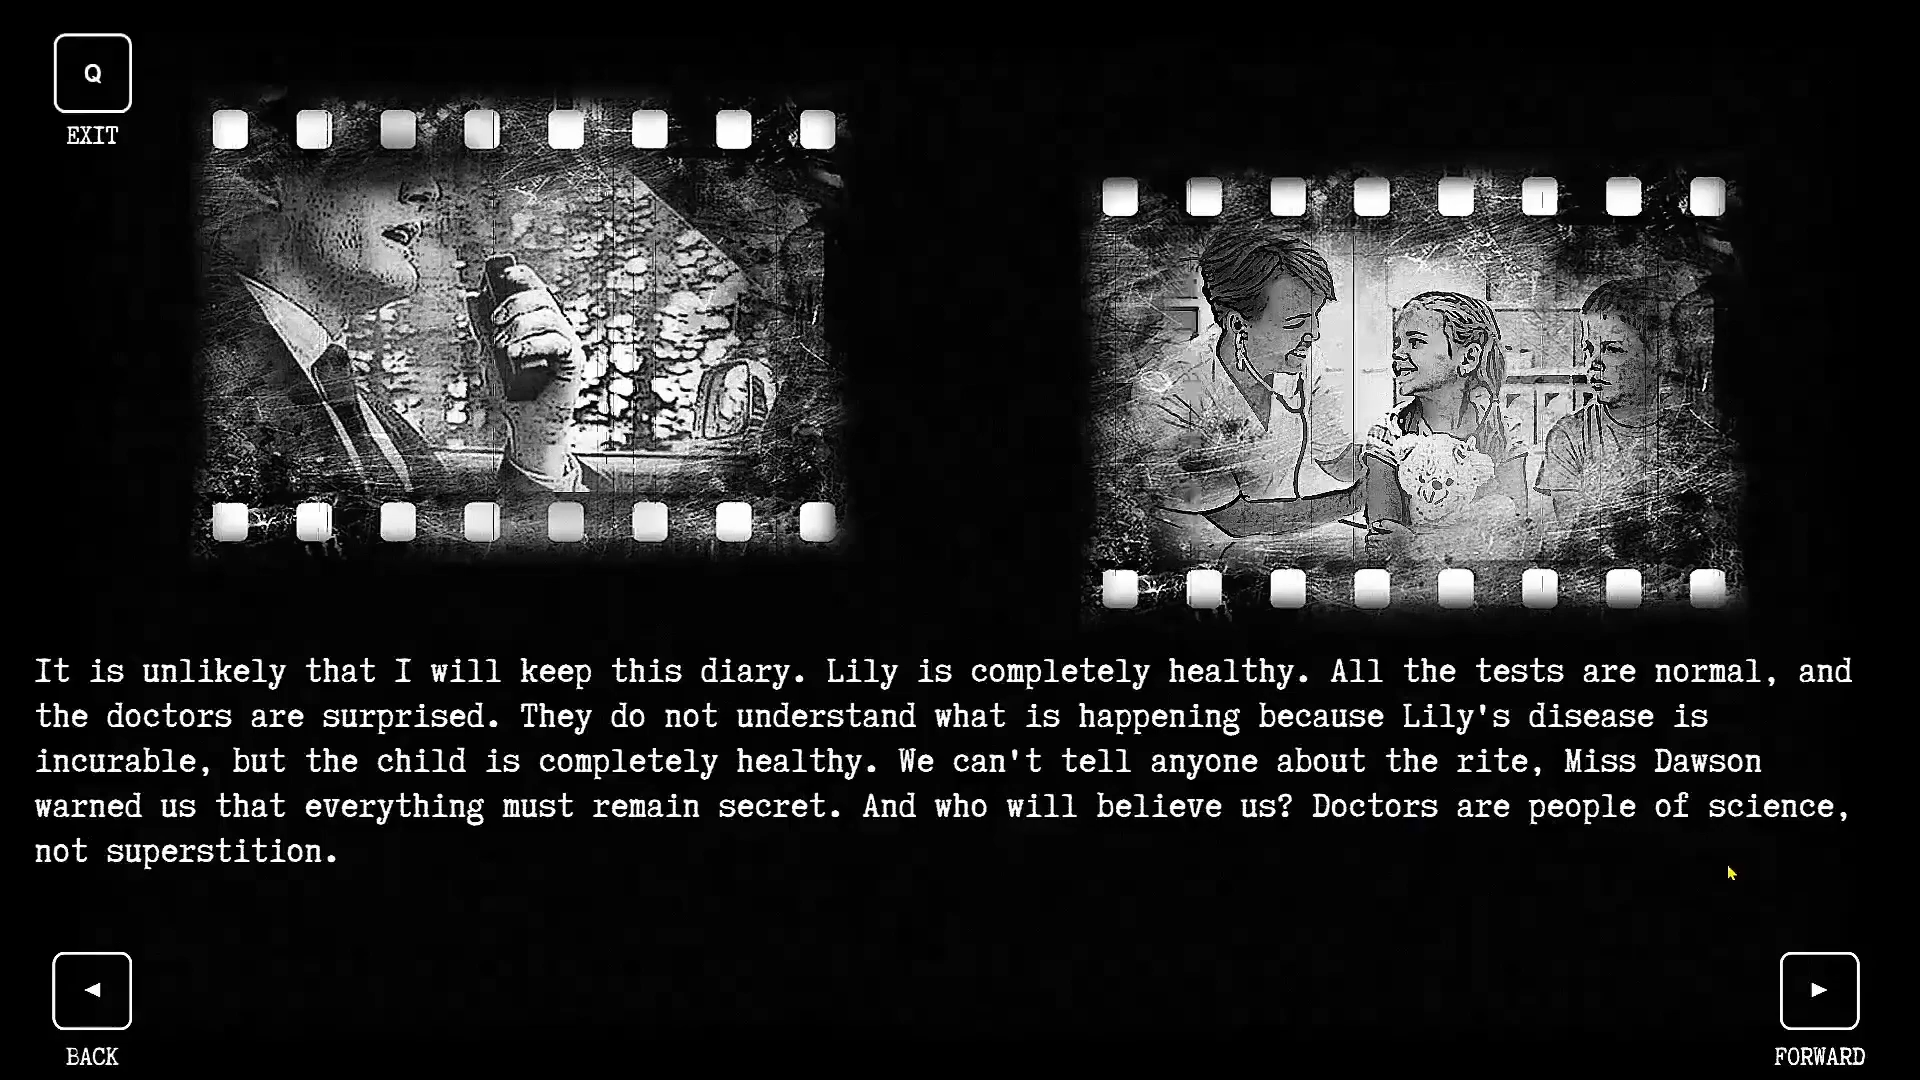 Q
EXIT
It is unlikely that I will keep this diary. Lily is completely healthy. All the tests are normal, and
the doctors are surprised. They do not understand what is happening because Lily's disease is
incurable, but the child is completely healthy. We can't tell anyone about the rite, Miss Dawson
warned us that everything must remain secret. And who will believe us? Doctors are people of science,
not superstition.
BACK
FORWARD